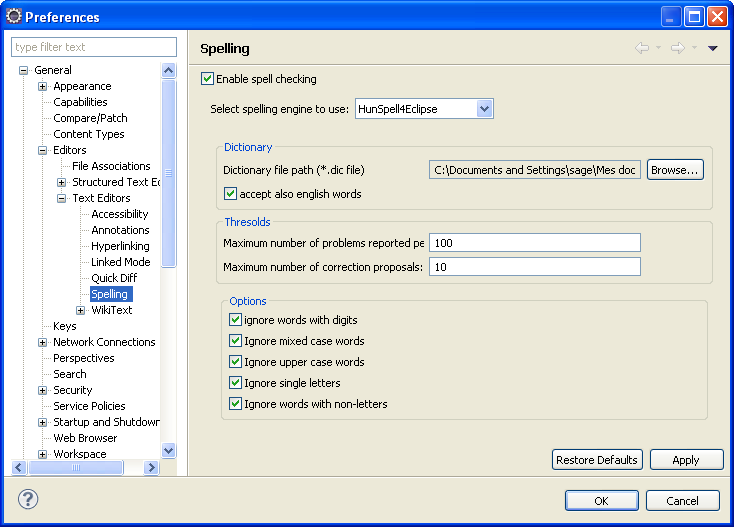 Preferences
type filter text
General
Appearance
Capabilities
Compare/Patch
Content Types
Editors
File Associations
Structured Text Ed
Text Editors
Accessibility
Annotations
Hyperlinking
Linked Mode
Quick Diff
Spelling
WikiText
Keys
Network Connections
Perspectives
Search
Security
Service Policies
Startup and Shutdown
Web Browser
Workspace
Spelling
Enable spell checking
Select spelling engine to use: HunSpell4Eclipse
Dictionary
Dictionary file path (*.dic file) C:\Documents and Settings\sage\Mes doc Browse...
accept also english words
Thresolds
Maximum number of problems reported pe 100
Maximum number of correction proposals: 10
Options
ignore words with digits
Ignore mixed case words
Ignore upper case words
Ignore single letters
Ignore words with non-letters
Restore Defaults Apply
? OK Cancel